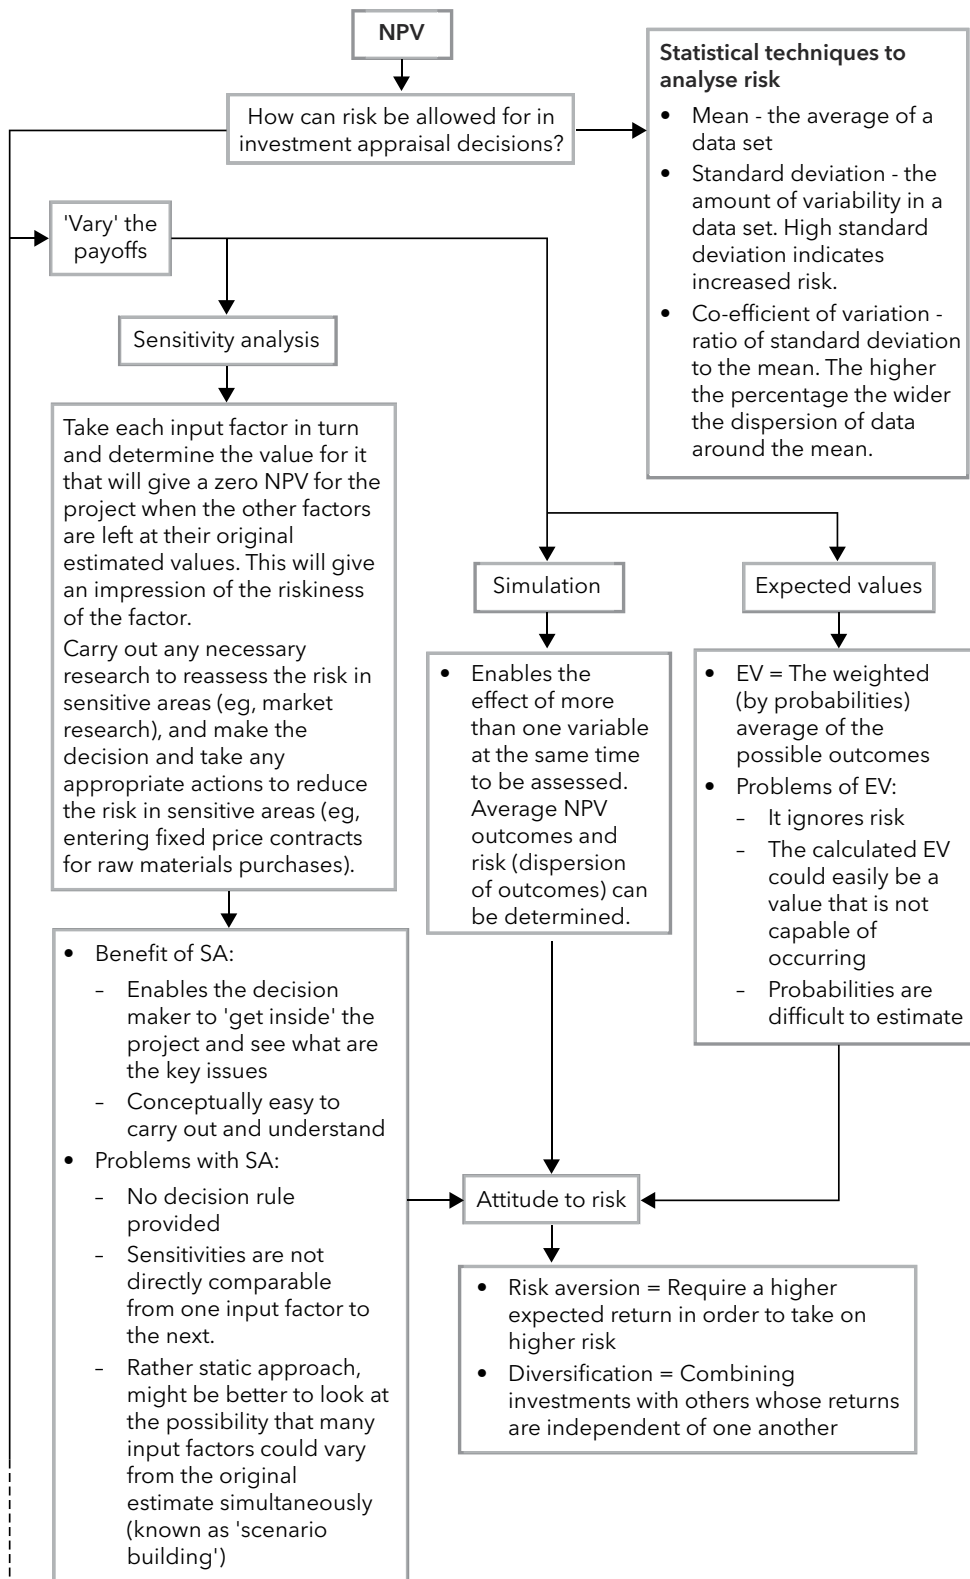 NPV
How can risk be allowed for in
investment appraisal decisions?
Statistical techniques to
analyse risk
• Mean - the average of a
data set
• Standard deviation - the
amount of variability in a
data set. High standard
deviation indicates
increased risk.
• Co-efficient of variation -
ratio of standard deviation
to the mean. The higher
the percentage the wider
the dispersion of data
around the mean.
'Vary' the
payoffs
Sensitivity analysis
Take each input factor in turn
and determine the value for it
that will give a zero NPV for the
project when the other factors
are left at their original
estimated values. This will give
an impression of the riskiness
of the factor.
Carry out any necessary
research to reassess the risk in
sensitive areas (eg, market
research), and make the
decision and take any
appropriate actions to reduce
the risk in sensitive areas (eg,
entering fixed price contracts
for raw materials purchases).
Simulation
• Enables the
effect of more
than one variable
at the same time
to be assessed.
Average NPV
outcomes and
risk (dispersion
of outcomes) can
be determined.
Expected values
• EV = The weighted
(by probabilities)
average of the
possible outcomes
• Problems of EV:
– It ignores risk
– The calculated EV
could easily be a
value that is not
capable of
occurring
– Probabilities are
difficult to estimate
• Benefit of SA:
– Enables the decision
maker to 'get inside' the
project and see what are
the key issues
– Conceptually easy to
carry out and understand
• Problems with SA:
– No decision rule
provided
– Sensitivities are not
directly comparable
from one input factor to
the next.
– Rather static approach,
might be better to look at
the possibility that many
input factors could vary
from the original
estimate simultaneously
(known as 'scenario
building')
Attitude to risk
• Risk aversion = Require a higher
expected return in order to take on
higher risk
• Diversification = Combining
investments with others whose returns
are independent of one another